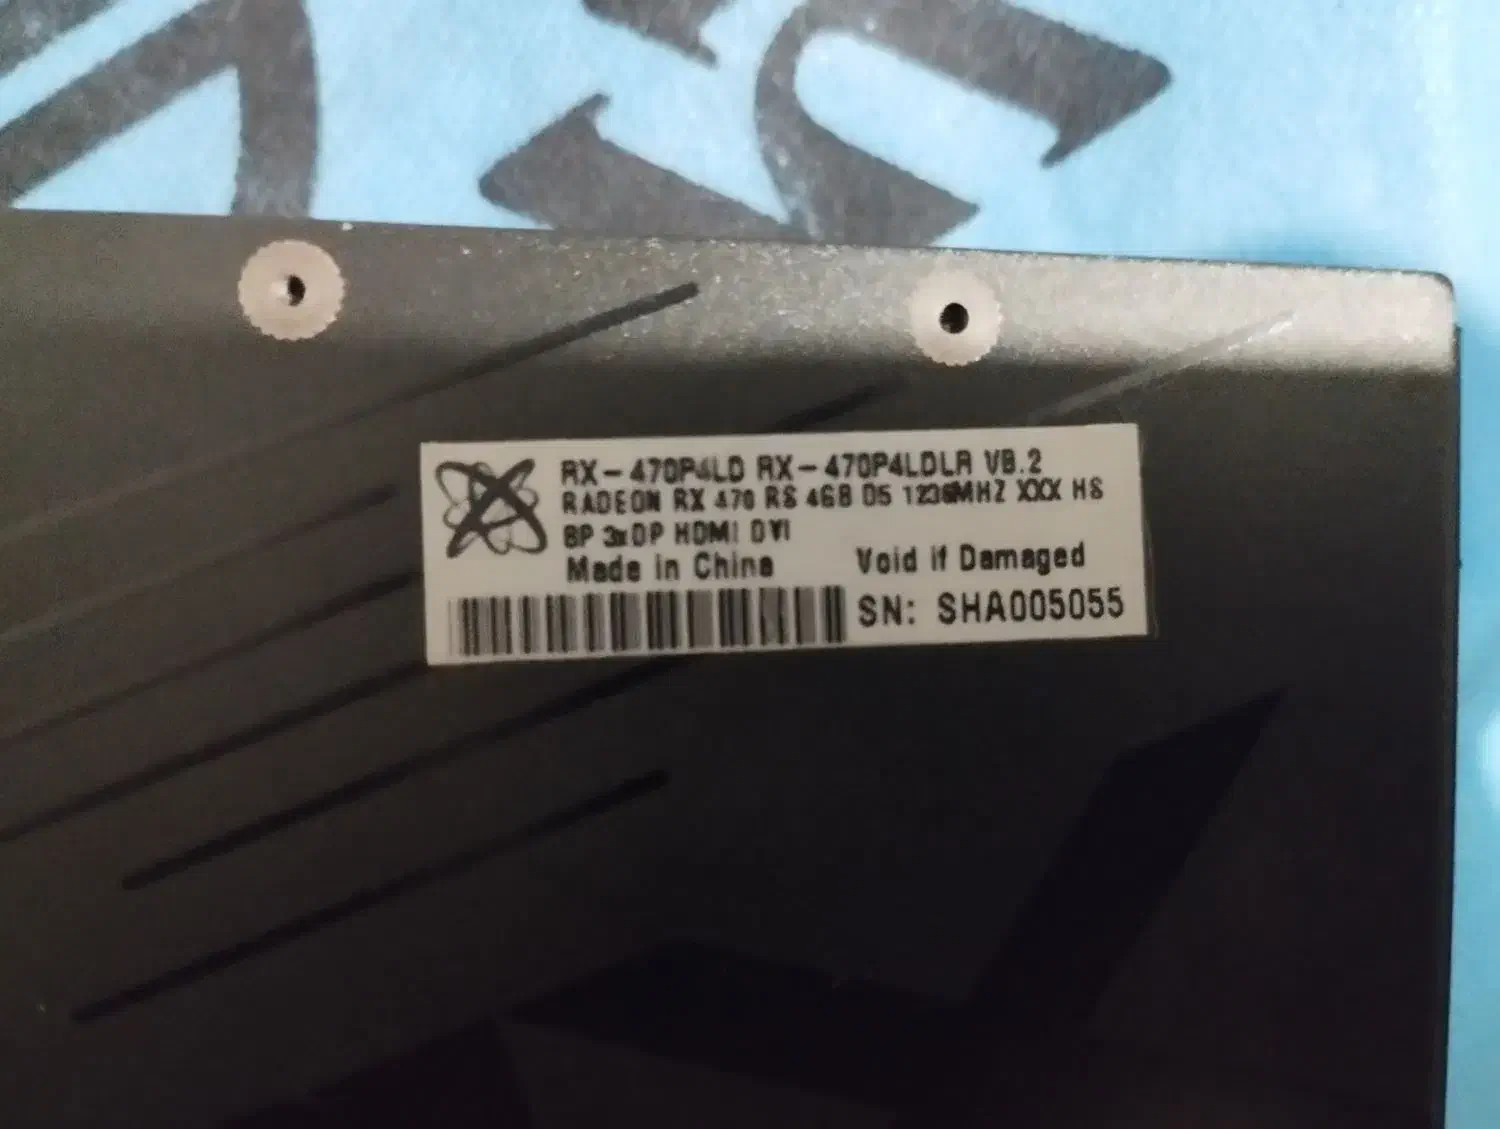 RX-470P4LD RX-470P4LDLR VB.2
RADEON RX 470 RS 4GB D5 1236MHZ XXX HS
BP 3xDP HDMI DVI
Made in China
Void if Damaged
SN: SHA005055